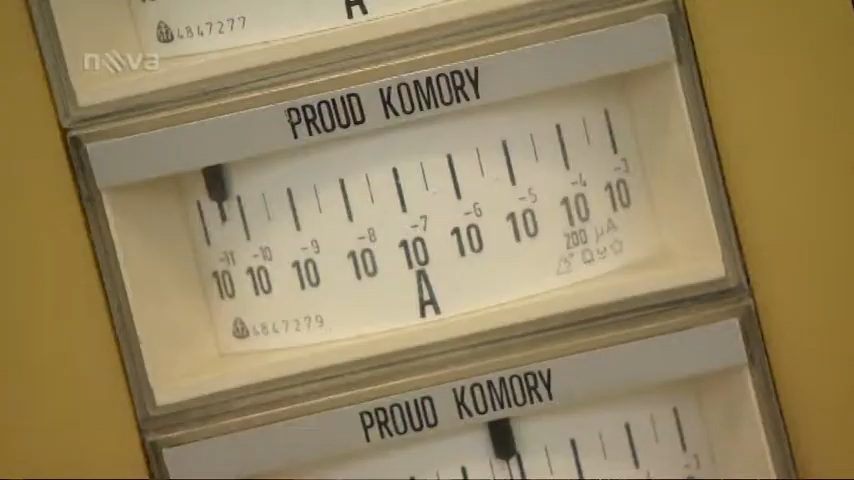 4847277
A
nova
PROUD KOMORY
10⁻¹¹ 10⁻¹⁰ 10⁻⁹ 10⁻⁸ 10⁻⁷ 10⁻⁶ 10⁻⁵ 10⁻⁴ 10⁻³
200 µA
A
4847279
PROUD KOMORY